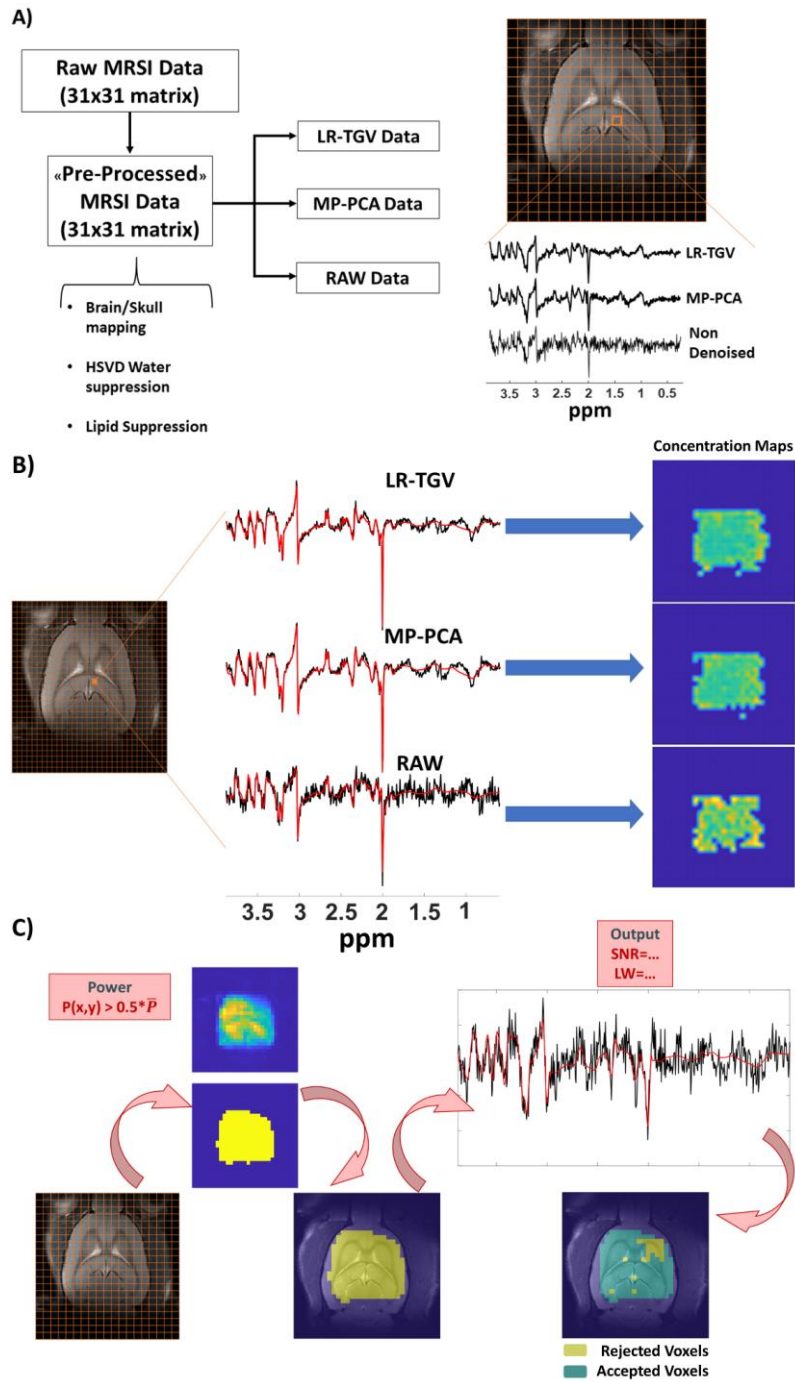 A)
Raw MRSI Data
(31x31 matrix)
«Pre-Processed»
MRSI Data
(31x31 matrix)
LR-TGV Data
MP-PCA Data
RAW Data
• Brain/Skull
mapping
• HSVD Water
suppression
• Lipid Suppression
LR-TGV
MP-PCA
Non
Denoised
3.5 3 2.5 2 1.5 1 0.5
ppm
B)
Concentration Maps
LR-TGV
MP-PCA
RAW
3.5 3 2.5 2 1.5 1
ppm
C)
Power
P(x,y) > 0.5*P̅
Output
SNR=...
LW=...
Rejected Voxels
Accepted Voxels